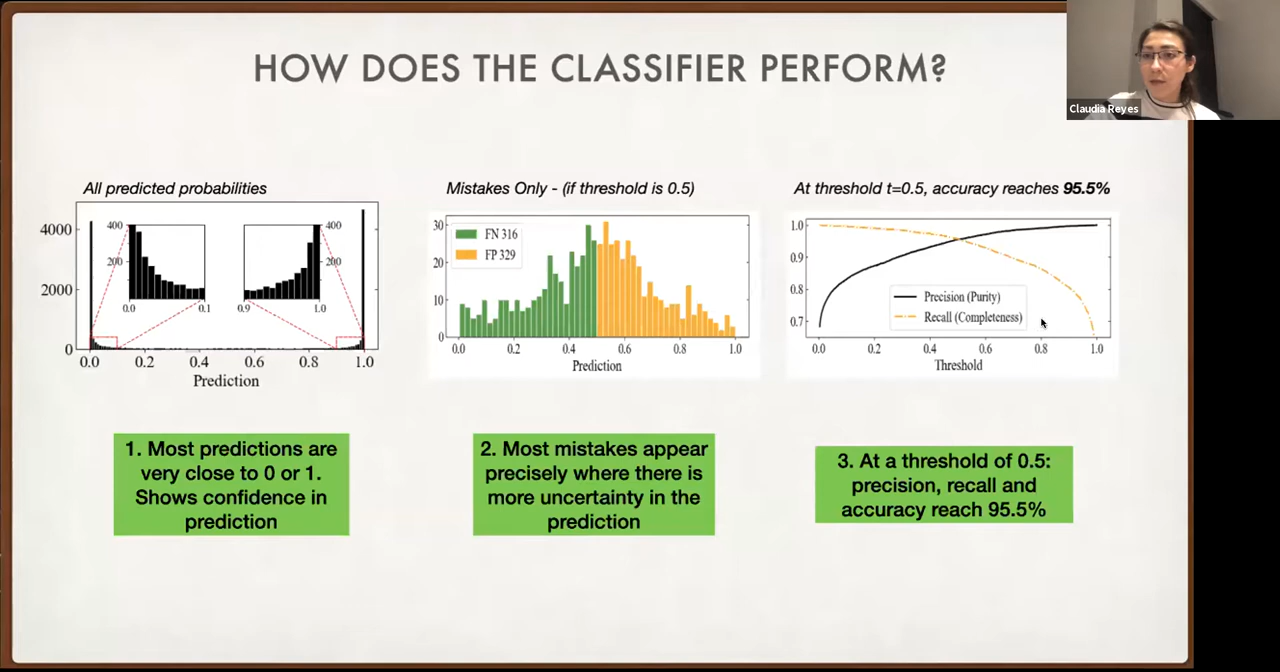 HOW DOES THE CLASSIFIER PERFORM?
Claudia Reyes
All predicted probabilities
4000
2000
0
400
200
0.0
0.1
400
200
0.9
1.0
0.0 0.2 0.4 0.6 0.8 1.0
Prediction
Mistakes Only - (if threshold is 0.5)
30
20
10
0
FN 316
FP 329
0.0 0.2 0.4 0.6 0.8 1.0
Prediction
At threshold t=0.5, accuracy reaches 95.5%
1.0
0.9
0.8
0.7
Precision (Purity)
Recall (Completeness)
0.0 0.2 0.4 0.6 0.8 1.0
Threshold
1. Most predictions are
very close to 0 or 1.
Shows confidence in
prediction
2. Most mistakes appear
precisely where there is
more uncertainty in the
prediction
3. At a threshold of 0.5:
precision, recall and
accuracy reach 95.5%